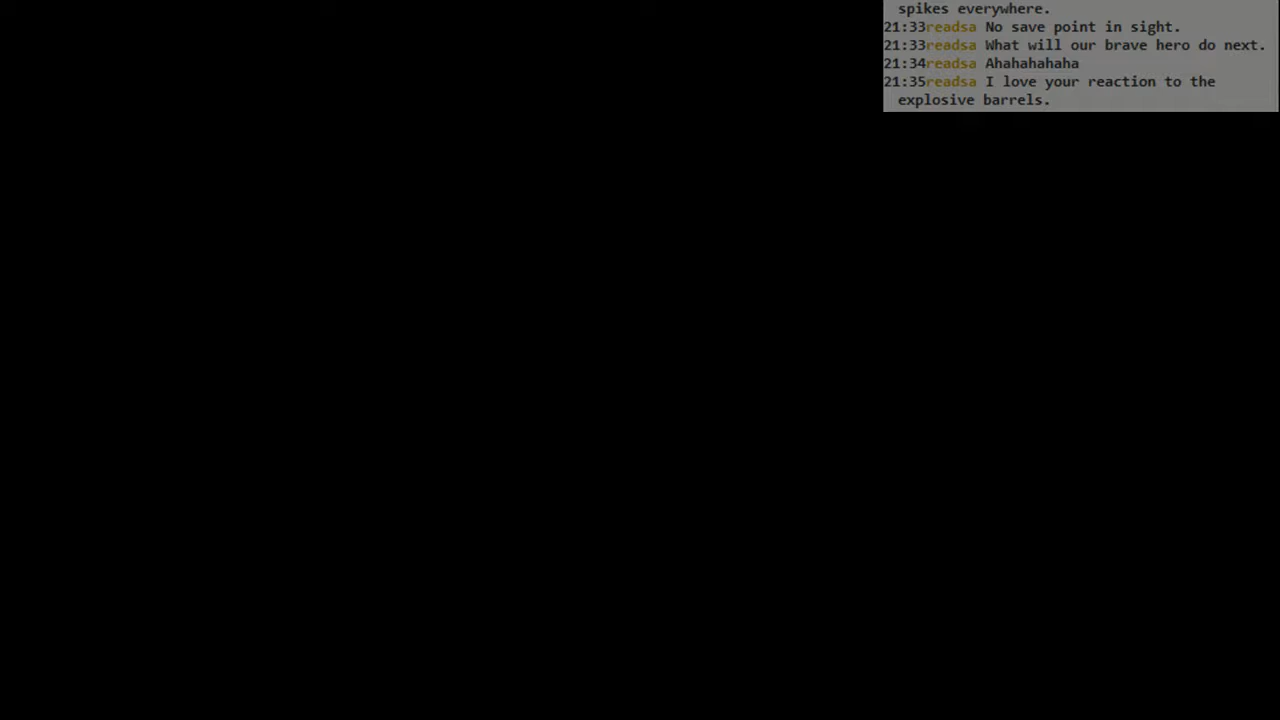 spikes everywhere.
21:33readsa No save point in sight.
21:33readsa What will our brave hero do next.
21:34readsa Ahahahahaha
21:35readsa I love your reaction to the
explosive barrels.